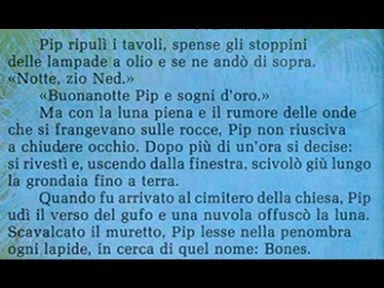 Pip ripulì i tavoli, spense gli stoppini
delle lampade a olio e se ne andò di sopra.
«Notte, zio Ned.»
«Buonanotte Pip e sogni d'oro.»
Ma con la luna piena e il rumore delle onde
che si frangevano sulle rocce, Pip non riusciva
a chiudere occhio. Dopo più di un'ora si decise:
si rivestì e, uscendo dalla finestra, scivolò giù lungo
la grondaia fino a terra.
Quando fu arrivato al cimitero della chiesa, Pip
udì il verso del gufo e una nuvola offuscò la luna.
Scavalcato il muretto, Pip lesse nella penombra
ogni lapide, in cerca di quel nome: Bones.